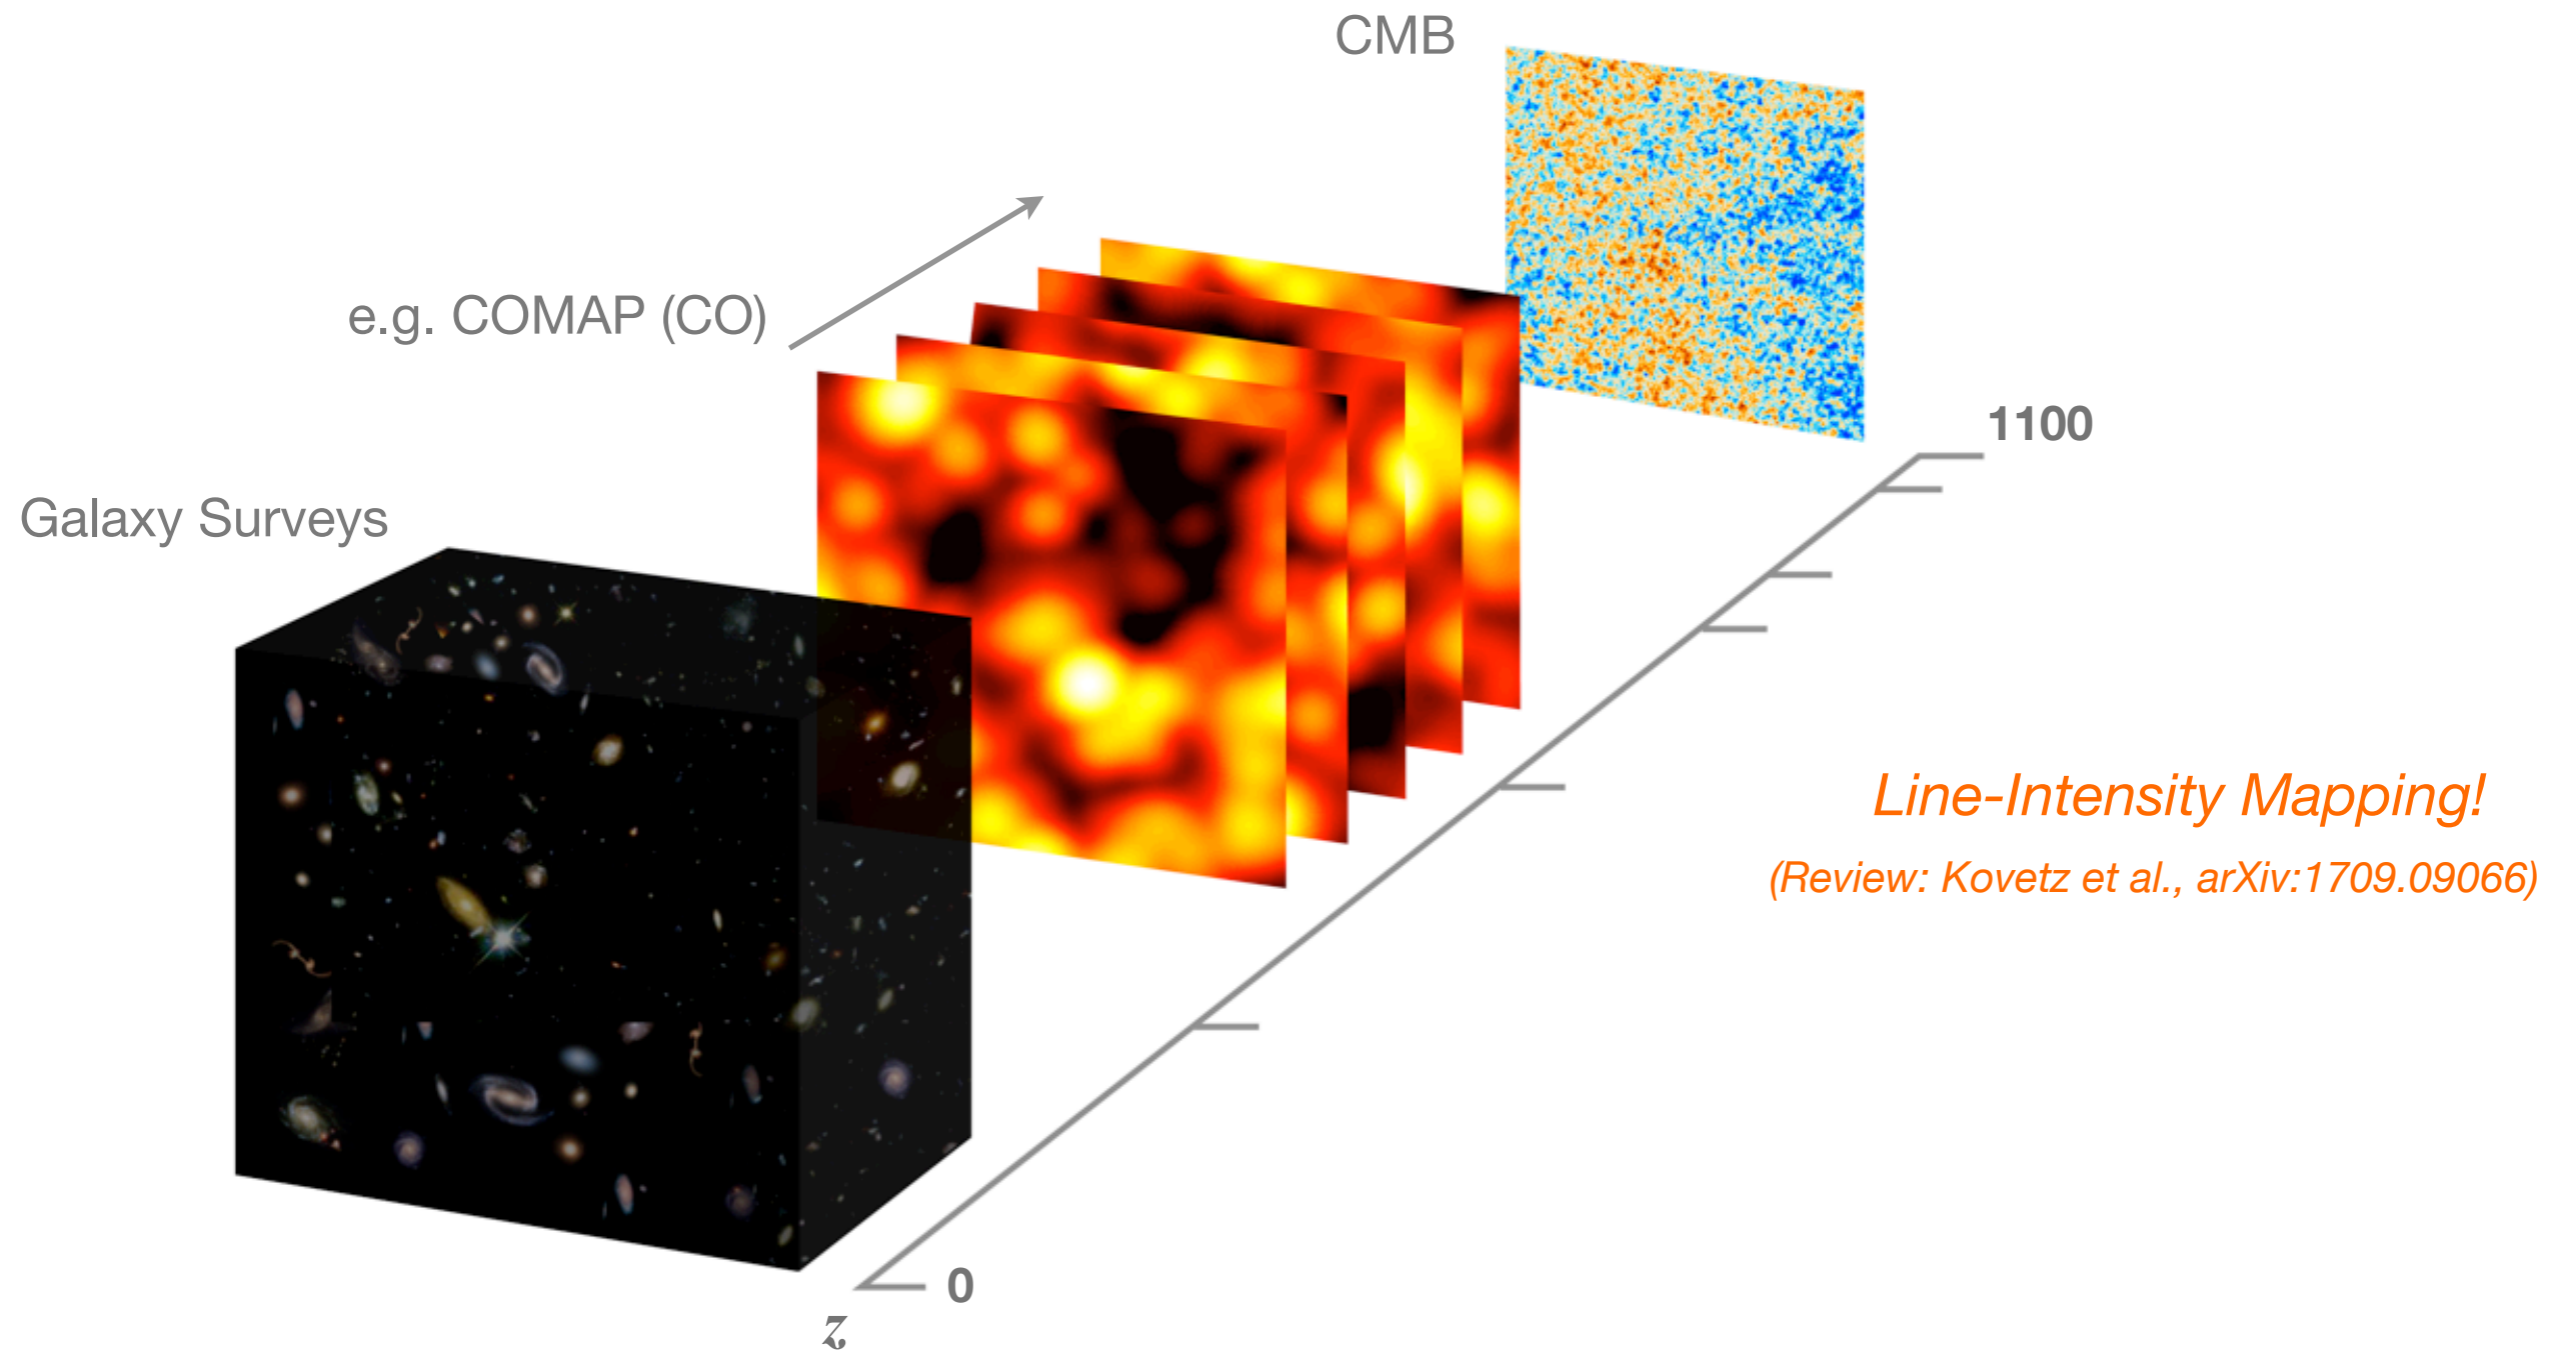 CMB
e.g. COMAP (CO)
1100
Galaxy Surveys
Line-Intensity Mapping!
(Review: Kovetz et al., arXiv:1709.09066)
0
z